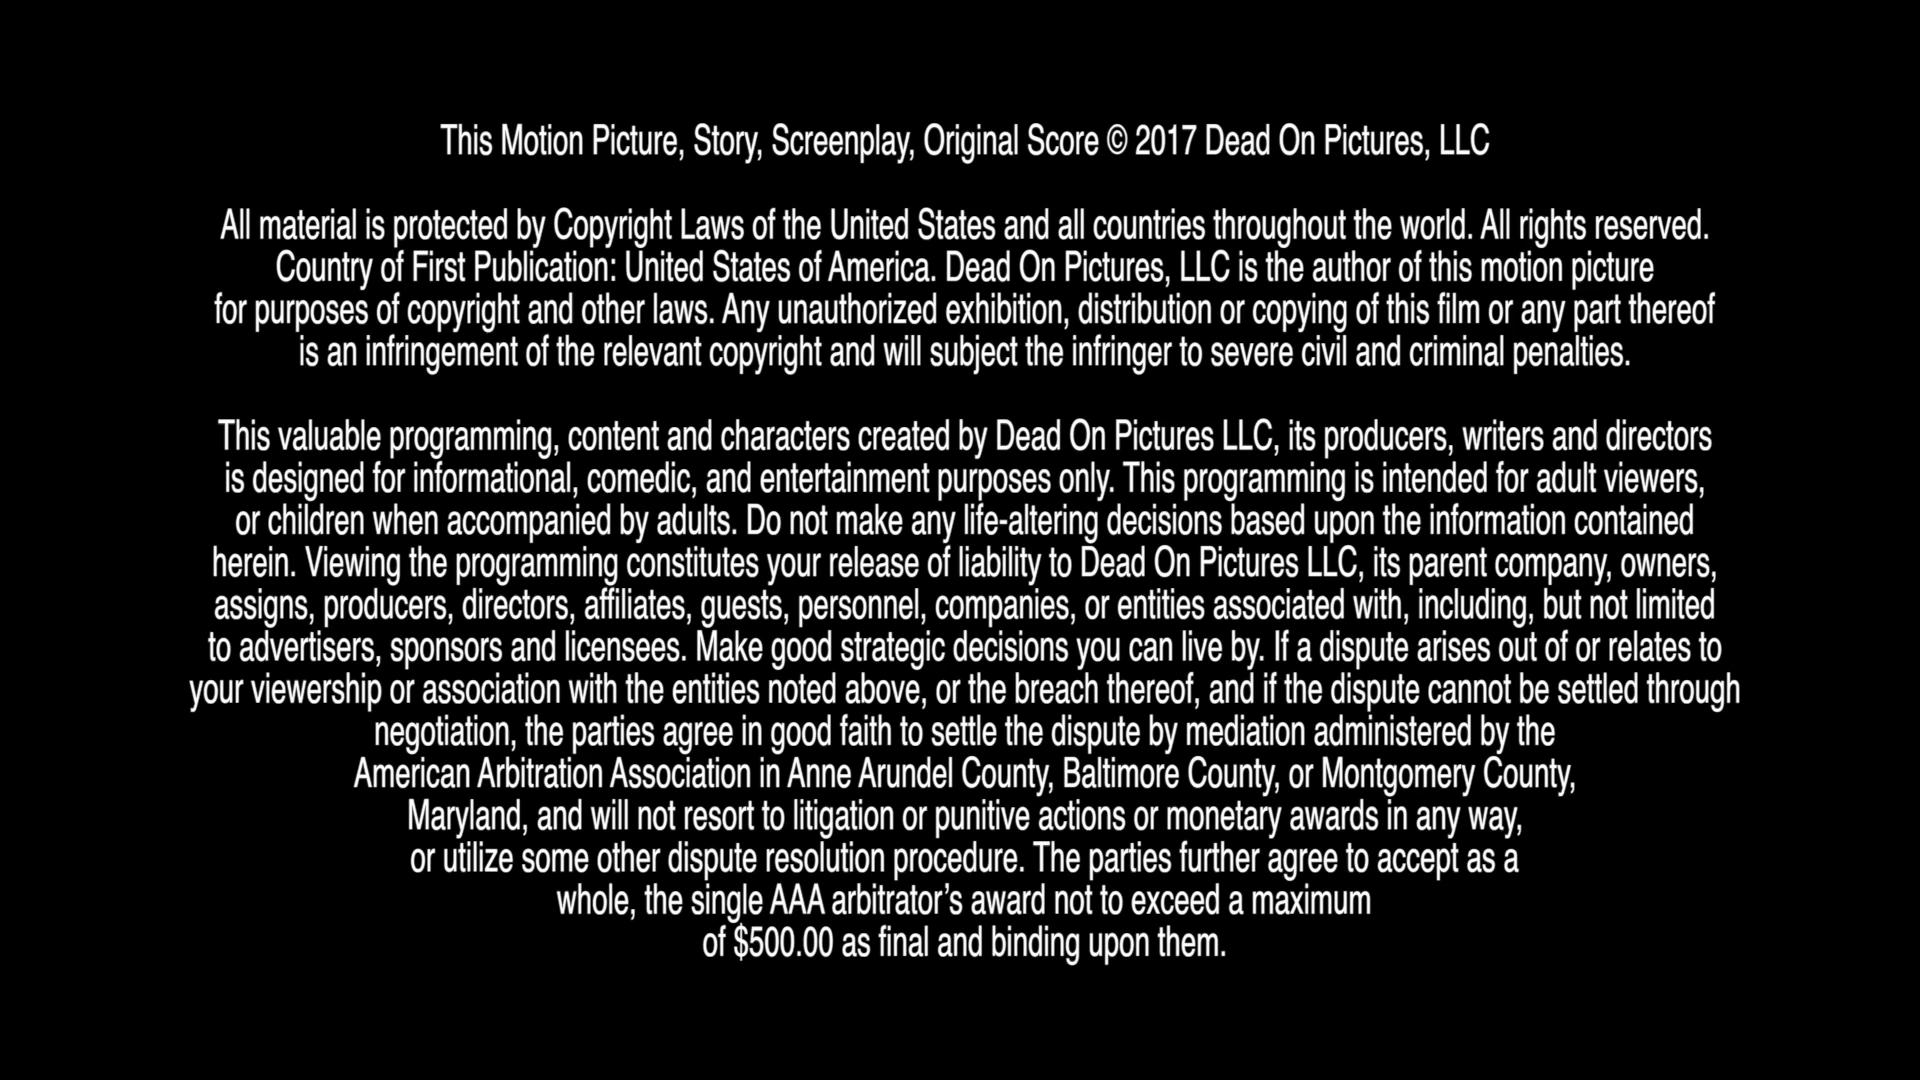 This Motion Picture, Story, Screenplay, Original Score © 2017 Dead On Pictures, LLC
All material is protected by Copyright Laws of the United States and all countries throughout the world. All rights reserved.
Country of First Publication: United States of America. Dead On Pictures, LLC is the author of this motion picture
for purposes of copyright and other laws. Any unauthorized exhibition, distribution or copying of this film or any part thereof
is an infringement of the relevant copyright and will subject the infringer to severe civil and criminal penalties.
This valuable programming, content and characters created by Dead On Pictures LLC, its producers, writers and directors
is designed for informational, comedic, and entertainment purposes only. This programming is intended for adult viewers,
or children when accompanied by adults. Do not make any life-altering decisions based upon the information contained
herein. Viewing the programming constitutes your release of liability to Dead On Pictures LLC, its parent company, owners,
assigns, producers, directors, affiliates, guests, personnel, companies, or entities associated with, including, but not limited
to advertisers, sponsors and licensees. Make good strategic decisions you can live by. If a dispute arises out of or relates to
your viewership or association with the entities noted above, or the breach thereof, and if the dispute cannot be settled through
negotiation, the parties agree in good faith to settle the dispute by mediation administered by the
American Arbitration Association in Anne Arundel County, Baltimore County, or Montgomery County,
Maryland, and will not resort to litigation or punitive actions or monetary awards in any way,
or utilize some other dispute resolution procedure. The parties further agree to accept as a
whole, the single AAA arbitrator’s award not to exceed a maximum
of $500.00 as final and binding upon them.